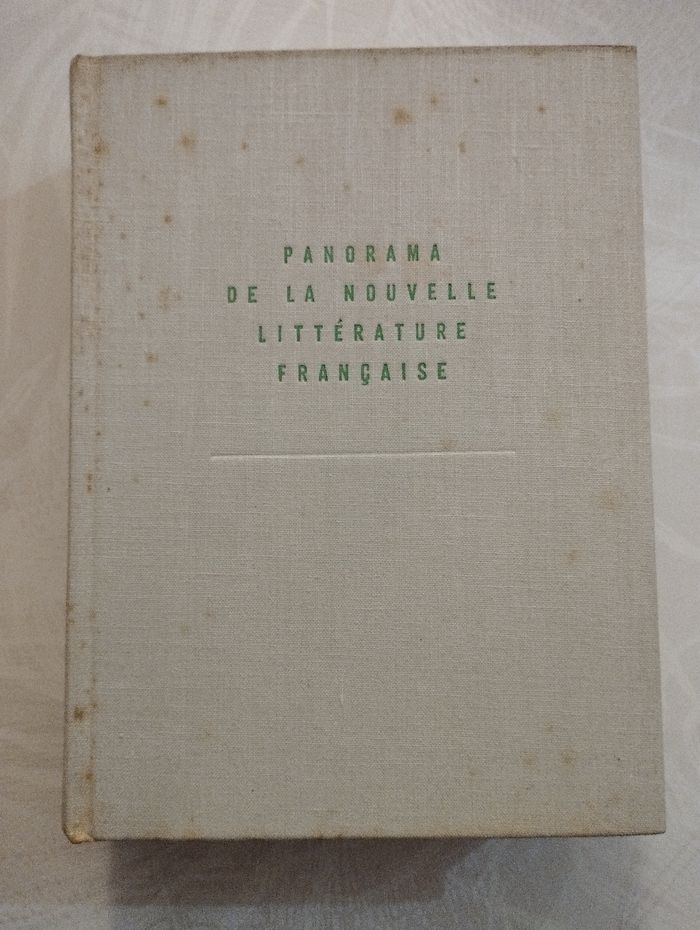 PANORAMA
DE LA NOUVELLE
LITTÉRATURE
FRANÇAISE